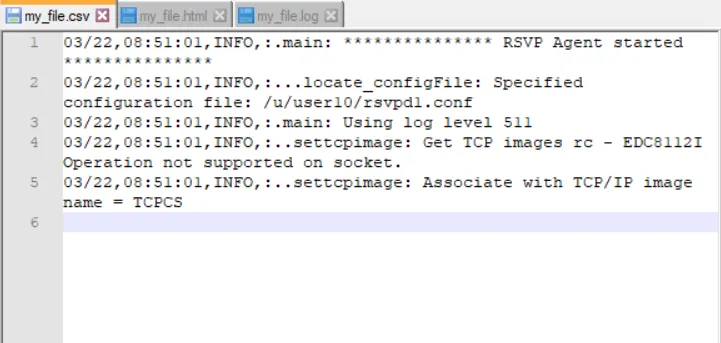 my_file.csv my_file.html my_file.log
1 03/22,08:51:01,INFO,:.main: *************** RSVP Agent started
***************
2 03/22,08:51:01,INFO,:...locate_configFile: Specified
configuration file: /u/user10/rsvpd1.conf
3 03/22,08:51:01,INFO,:.main: Using log level 511
4 03/22,08:51:01,INFO,:..settcpimage: Get TCP images rc - EDC8112I
Operation not supported on socket.
5 03/22,08:51:01,INFO,:..settcpimage: Associate with TCP/IP image
name = TCPCS
6